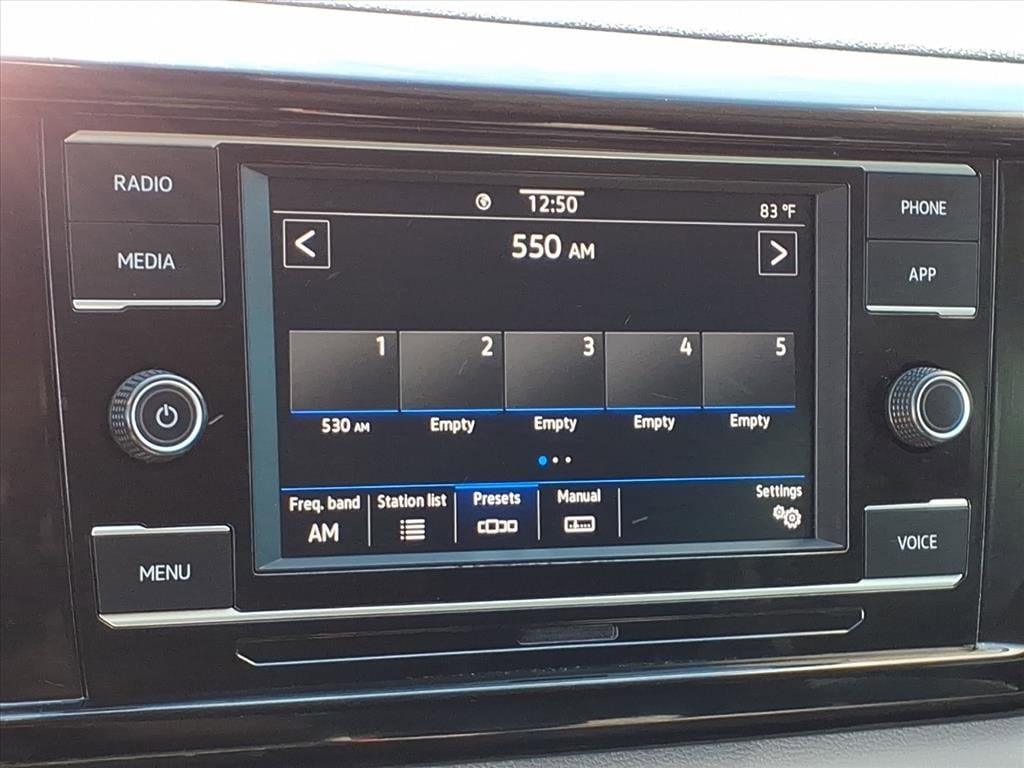 RADIO
MEDIA
MENU
12:50
83 °F
550 AM
1
2
3
4
5
530 AM
Empty
Empty
Empty
Empty
Freq. band
AM
Station list
Presets
Manual
Settings
PHONE
APP
VOICE